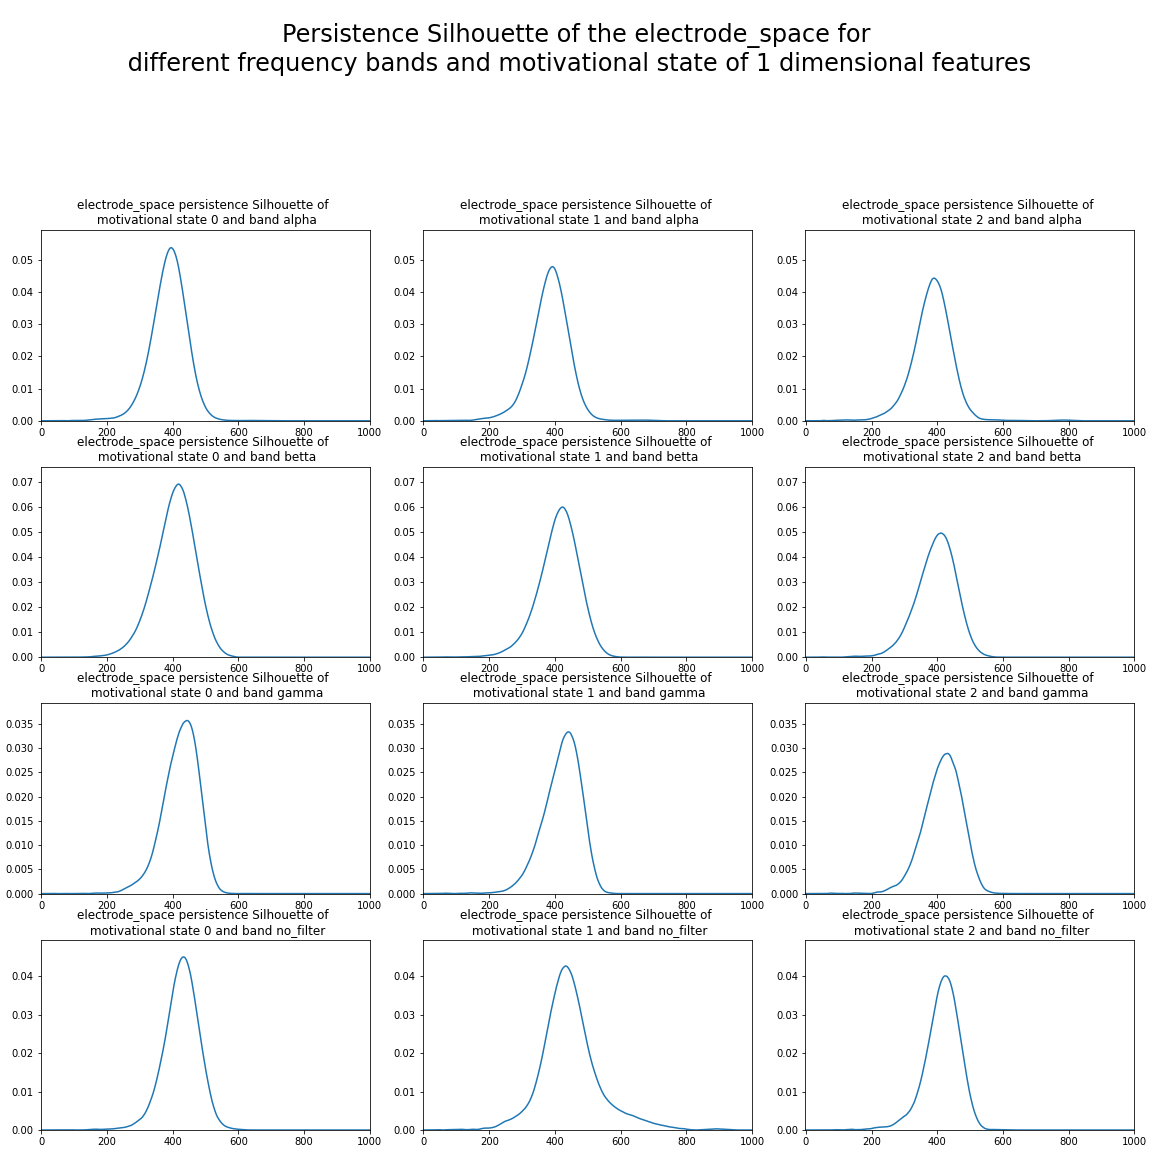 Persistence Silhouette of the electrode_space for
different frequency bands and motivational state of 1 dimensional features
electrode_space persistence Silhouette of
motivational state 0 and band alpha
0.05
0.04
0.03
0.02
0.01
0.00
0 200 400 600 800 1000
electrode_space persistence Silhouette of
motivational state 1 and band alpha
0.05
0.04
0.03
0.02
0.01
0.00
0 200 400 600 800 1000
electrode_space persistence Silhouette of
motivational state 2 and band alpha
0.05
0.04
0.03
0.02
0.01
0.00
0 200 400 600 800 1000
electrode_space persistence Silhouette of
motivational state 0 and band betta
0.07
0.06
0.05
0.04
0.03
0.02
0.01
0.00
0 200 400 600 800 1000
electrode_space persistence Silhouette of
motivational state 1 and band betta
0.07
0.06
0.05
0.04
0.03
0.02
0.01
0.00
0 200 400 600 800 1000
electrode_space persistence Silhouette of
motivational state 2 and band betta
0.07
0.06
0.05
0.04
0.03
0.02
0.01
0.00
0 200 400 600 800 1000
electrode_space persistence Silhouette of
motivational state 0 and band gamma
0.035
0.030
0.025
0.020
0.015
0.010
0.005
0.000
0 200 400 600 800 1000
electrode_space persistence Silhouette of
motivational state 1 and band gamma
0.035
0.030
0.025
0.020
0.015
0.010
0.005
0.000
0 200 400 600 800 1000
electrode_space persistence Silhouette of
motivational state 2 and band gamma
0.035
0.030
0.025
0.020
0.015
0.010
0.005
0.000
0 200 400 600 800 1000
electrode_space persistence Silhouette of
motivational state 0 and band no_filter
0.04
0.03
0.02
0.01
0.00
0 200 400 600 800 1000
electrode_space persistence Silhouette of
motivational state 1 and band no_filter
0.04
0.03
0.02
0.01
0.00
0 200 400 600 800 1000
electrode_space persistence Silhouette of
motivational state 2 and band no_filter
0.04
0.03
0.02
0.01
0.00
0 200 400 600 800 1000